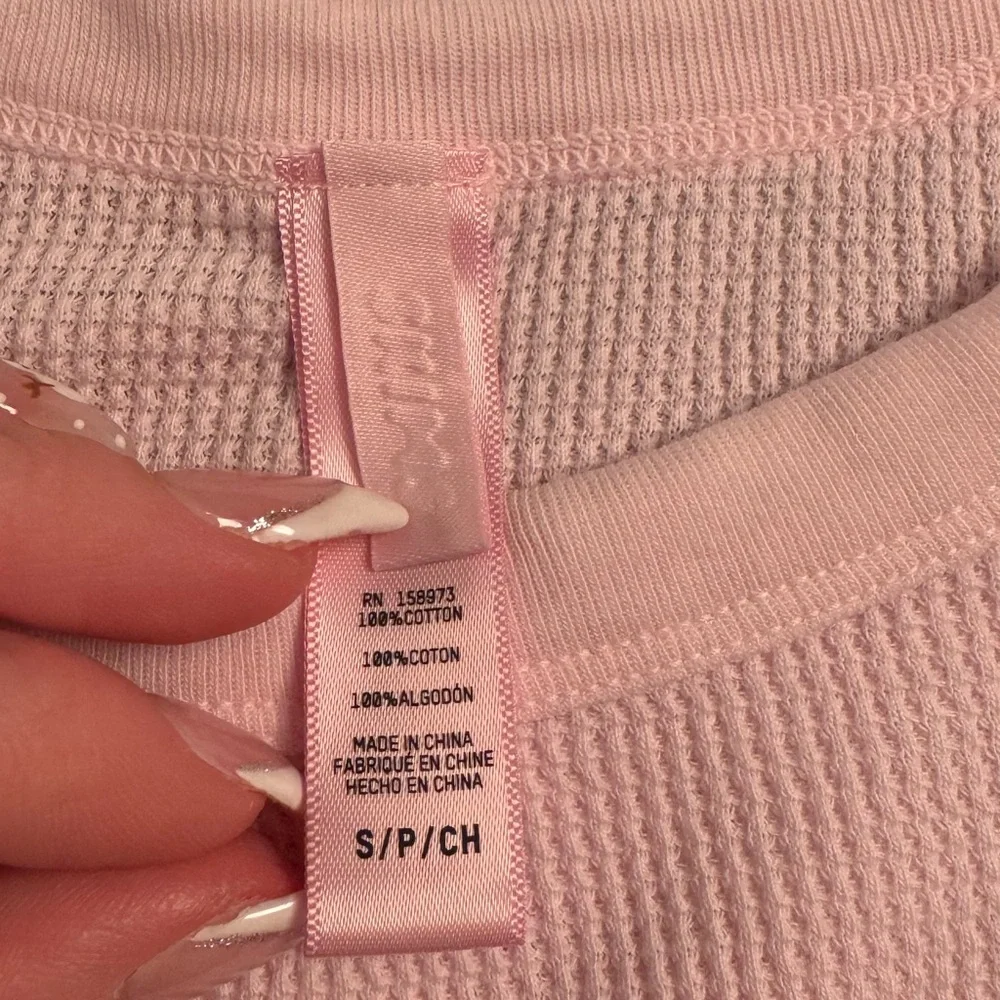 RN 158973
100%COTTON
100%COTON
100%ALGODÓN
MADE IN CHINA
FABRIQUÉ EN CHINE
HECHO EN CHINA
S/P/CH